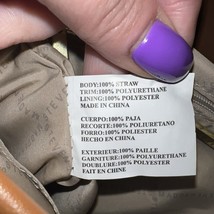 BODY:100% STRAW
TRIM:100% POLYURETHANE
LINING:100% POLYESTER
MADE IN CHINA
CUERPO:100% PAJA
RECORTE:100% POLIURETANO
FORRO:100% POLIESTER
HECHO EN CHINA
EXTERIEUR:100% PAILLE
GARNITURE:100% POLYURETHANE
DOUBLURE:100% POLYESTER
FAIT EN CHINE